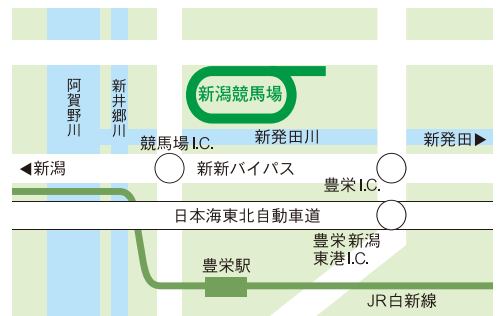 阿賀野川
新井郷川
新潟競馬場
競馬場I.C.
新発田川
新発田▶
◀新潟
新新バイパス
豊栄I.C.
日本海東北自動車道
豊栄新潟
東港I.C.
豊栄駅
JR白新線